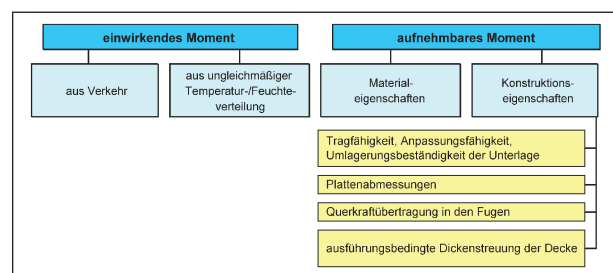 einwirkendes Moment
aufnehmbares Moment
aus Verkehr
aus ungleichmäßiger
Temperatur-/Feuchte-
verteilung
Material-
eigenschaften
Konstruktions-
eigenschaften
Tragfähigkeit, Anpassungsfähigkeit,
Umlagerungsbeständigkeit der Unterlage
Plattenabmessungen
Querkraftübertragung in den Fugen
ausführungsbedingte Dickenstreuung der Decke